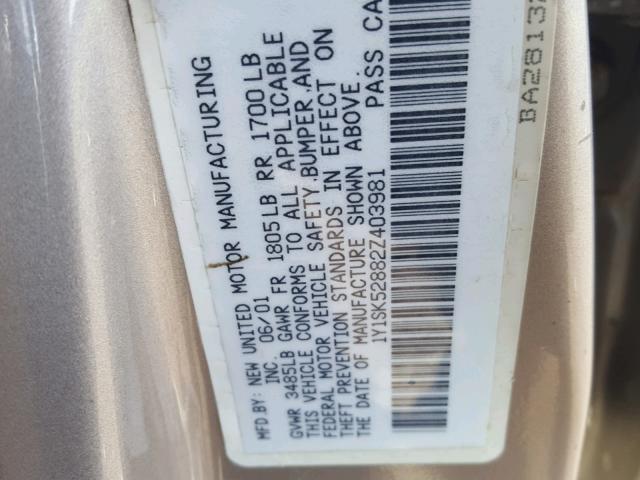 MFD.BY: NEW UNITED MOTOR MANUFACTURING
INC. 06/01
GVWR 3485LB GAWR FR 1805LB RR 1700LB
THIS VEHICLE CONFORMS TO ALL APPLICABLE
FEDERAL MOTOR VEHICLE SAFETY,BUMPER,AND
THEFT PREVENTION STANDARDS IN EFFECT ON
THE DATE OF MANUFACTURE SHOWN ABOVE.
1Y1SK52882Z403981 PASS CA
BA28137